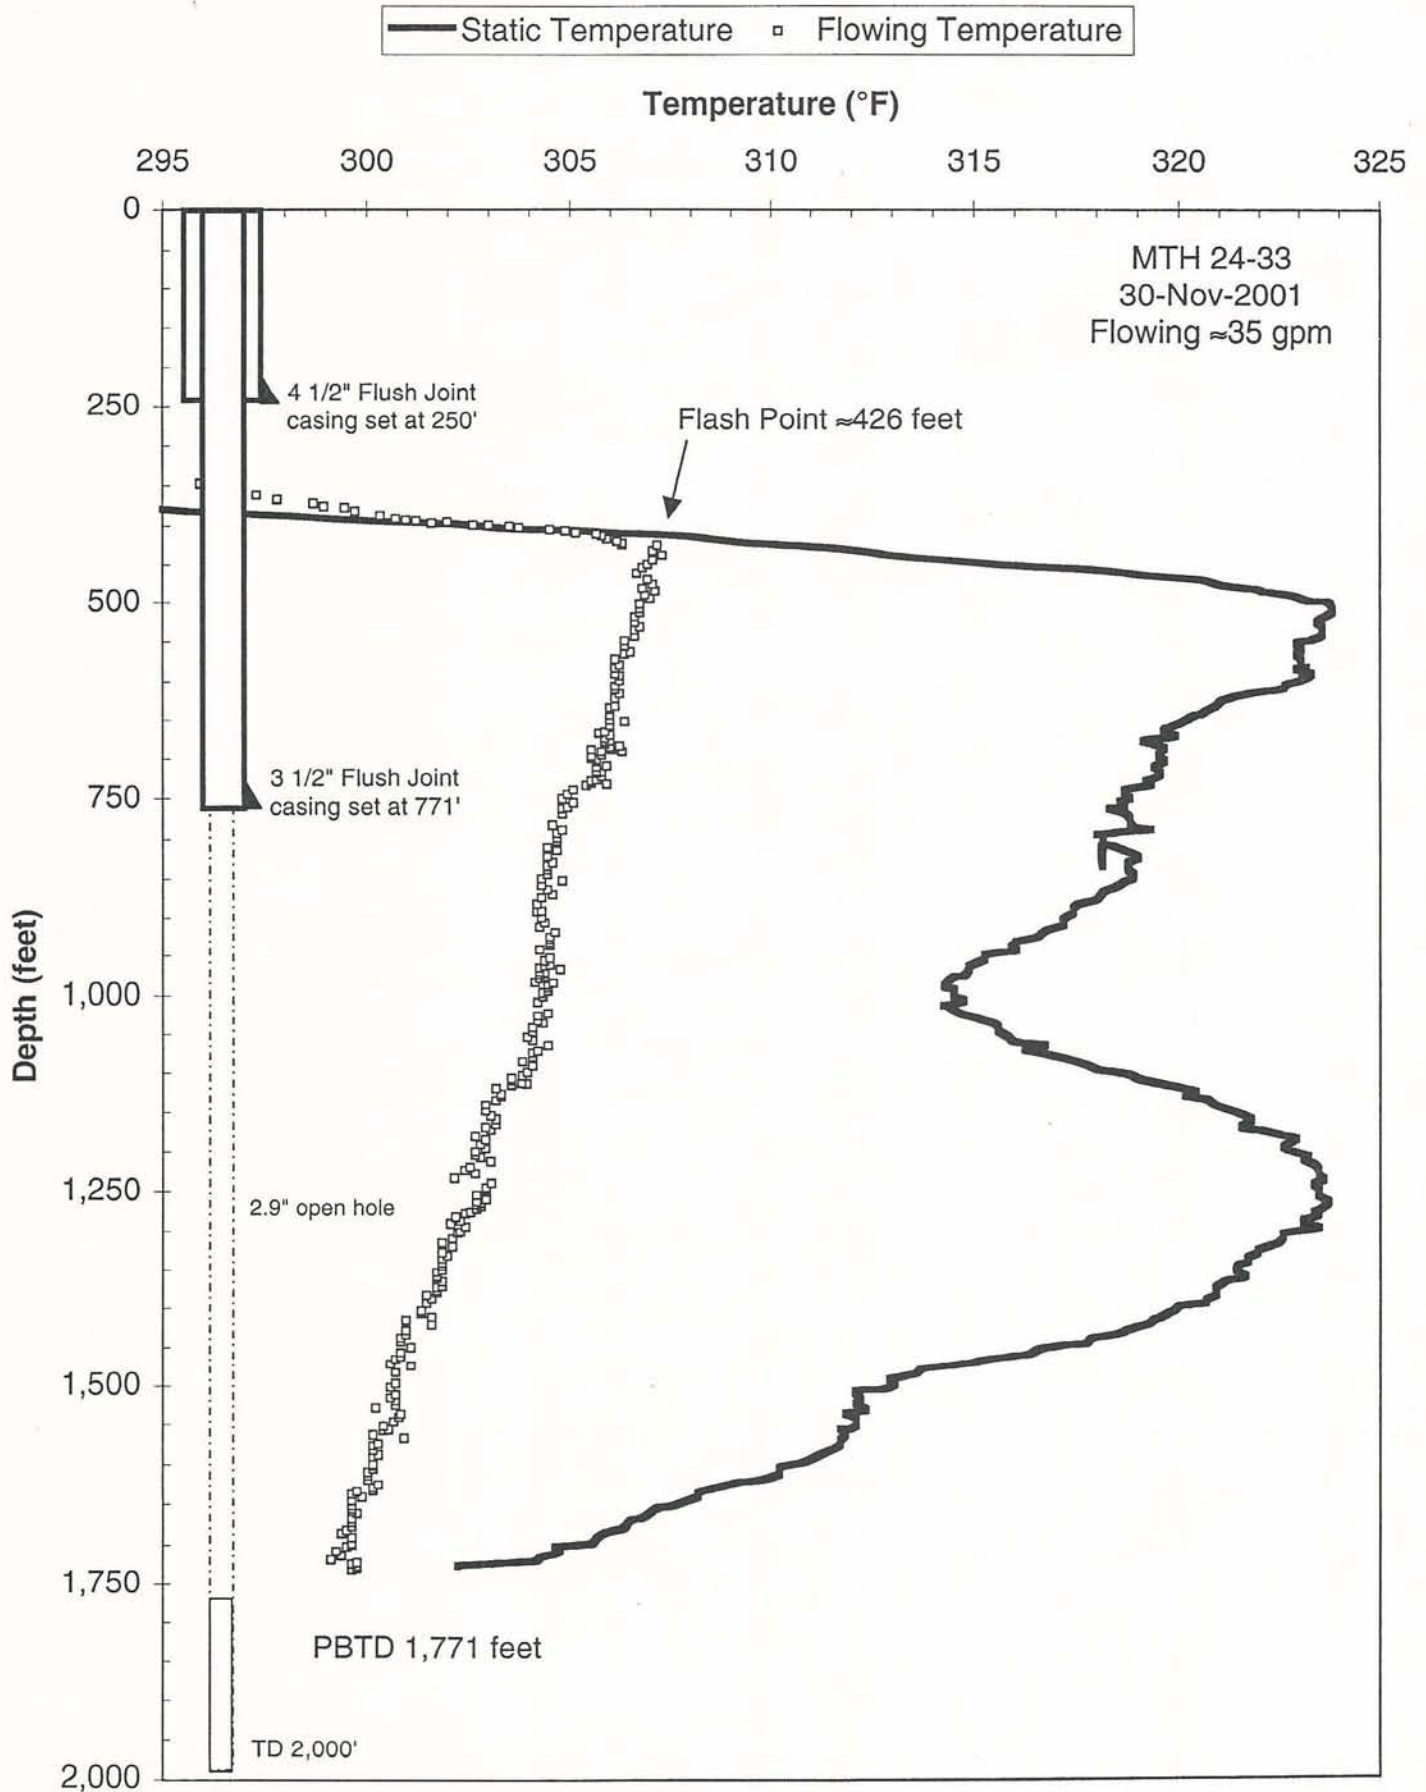 Static Temperature Flowing Temperature
Temperature (°F)
295 300 305 310 315 320 325
0
MTH 24-33
30-Nov-2001
Flowing ≈35 gpm
4 1/2" Flush Joint
casing set at 250'
250
Flash Point ≈426 feet
500
3 1/2" Flush Joint
casing set at 771'
750
Depth (feet)
1,000
1,250
2.9" open hole
1,500
1,750
PBTD 1,771 feet
TD 2,000'
2,000